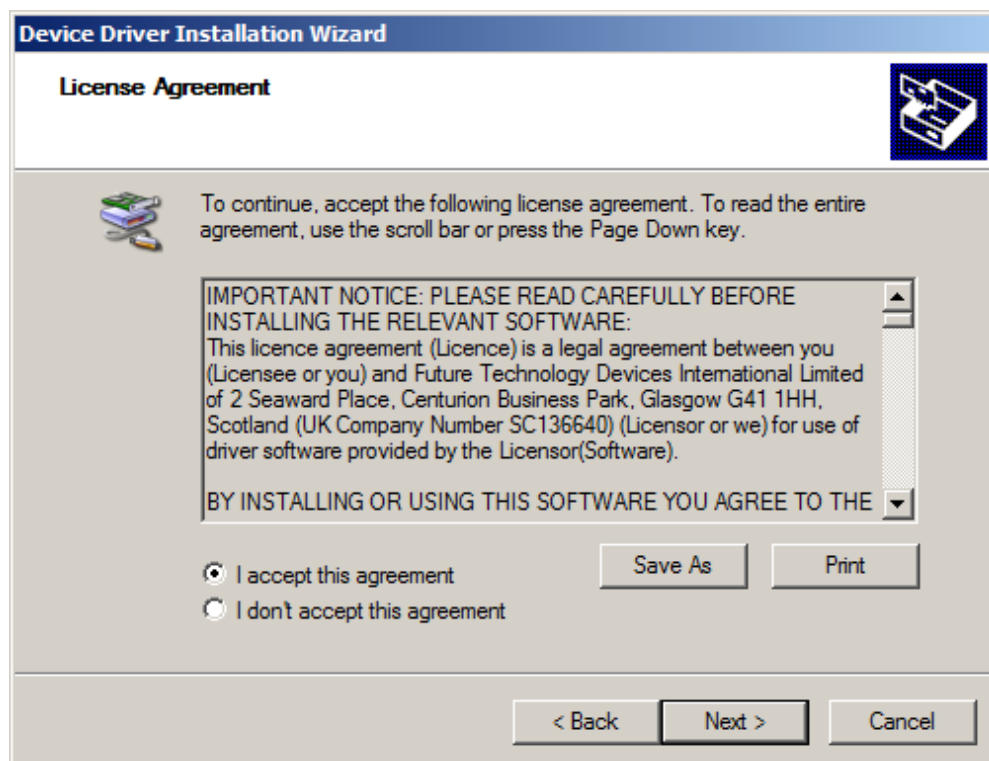 Device Driver Installation Wizard
License Agreement
To continue, accept the following license agreement. To read the entire
agreement, use the scroll bar or press the Page Down key.
IMPORTANT NOTICE: PLEASE READ CAREFULLY BEFORE
INSTALLING THE RELEVANT SOFTWARE:
This licence agreement (Licence) is a legal agreement between you
(Licensee or you) and Future Technology Devices International Limited
of 2 Seaward Place, Centurion Business Park, Glasgow G41 1HH,
Scotland (UK Company Number SC136640) (Licensor or we) for use of
driver software provided by the Licensor(Software).
BY INSTALLING OR USING THIS SOFTWARE YOU AGREE TO THE
I accept this agreement
Save As
Print
I don't accept this agreement
< Back
Next >
Cancel